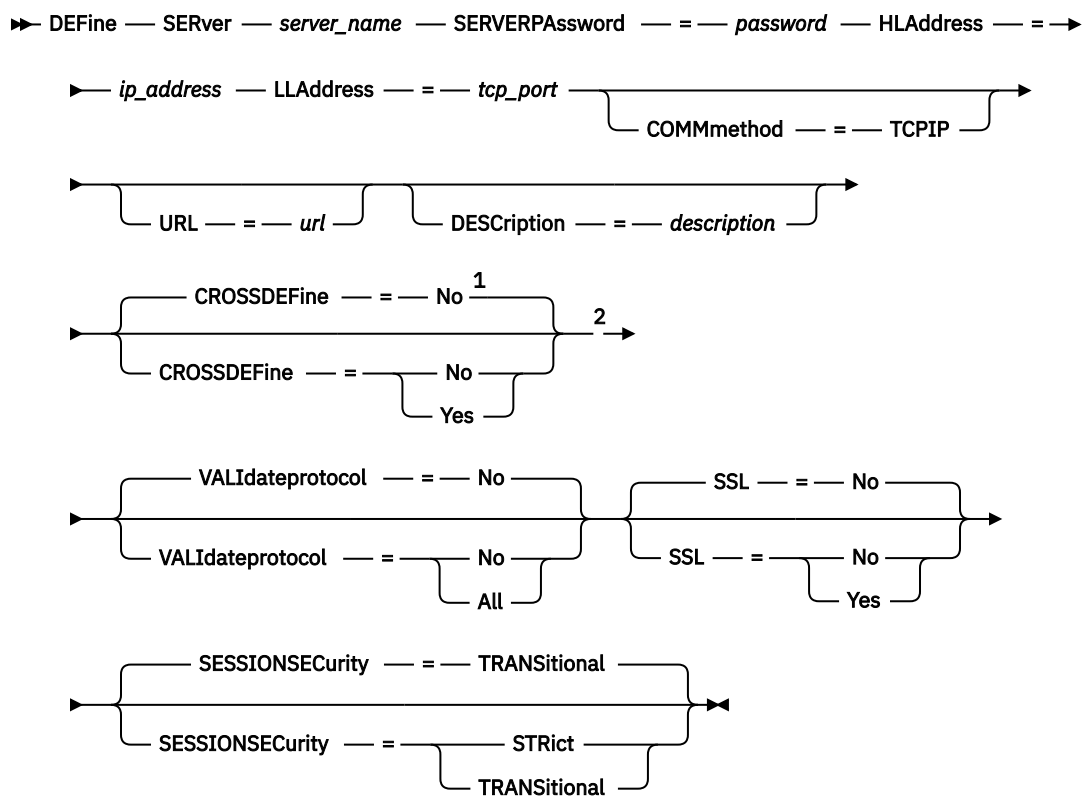 DEFine SERver server_name SERVERPAssword = password HLAddress =
ip_address LLAddress = tcp_port
COMMmethod = TCPIP
URL = url DESCription = description
CROSSDEFine = No 1
2
CROSSDEFine = No
Yes
VALIdateprotocol = No SSL = No
VALIdateprotocol = No SSL = No
All Yes
SESSIONSECurity = TRANSitional
SESSIONSECurity = STRict
TRANSitional